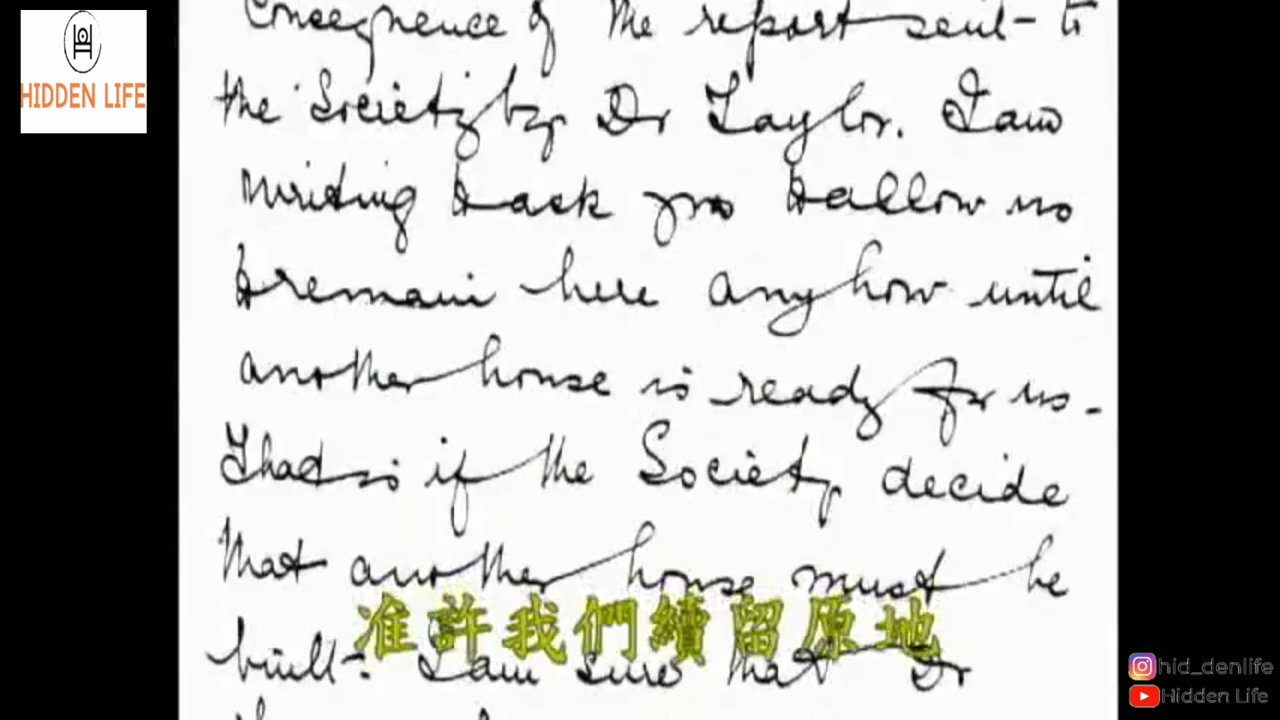 HIDDEN LIFE
Consequence of the report sent to
the Society by Dr Taylor. I am
writing to ask you to allow us
to remain here anyhow until
another house is ready for us -
That is if the Society decide
that another house must be
准許我們續留原地
built. I am sure that Dr
hid_denlife
Hidden Life